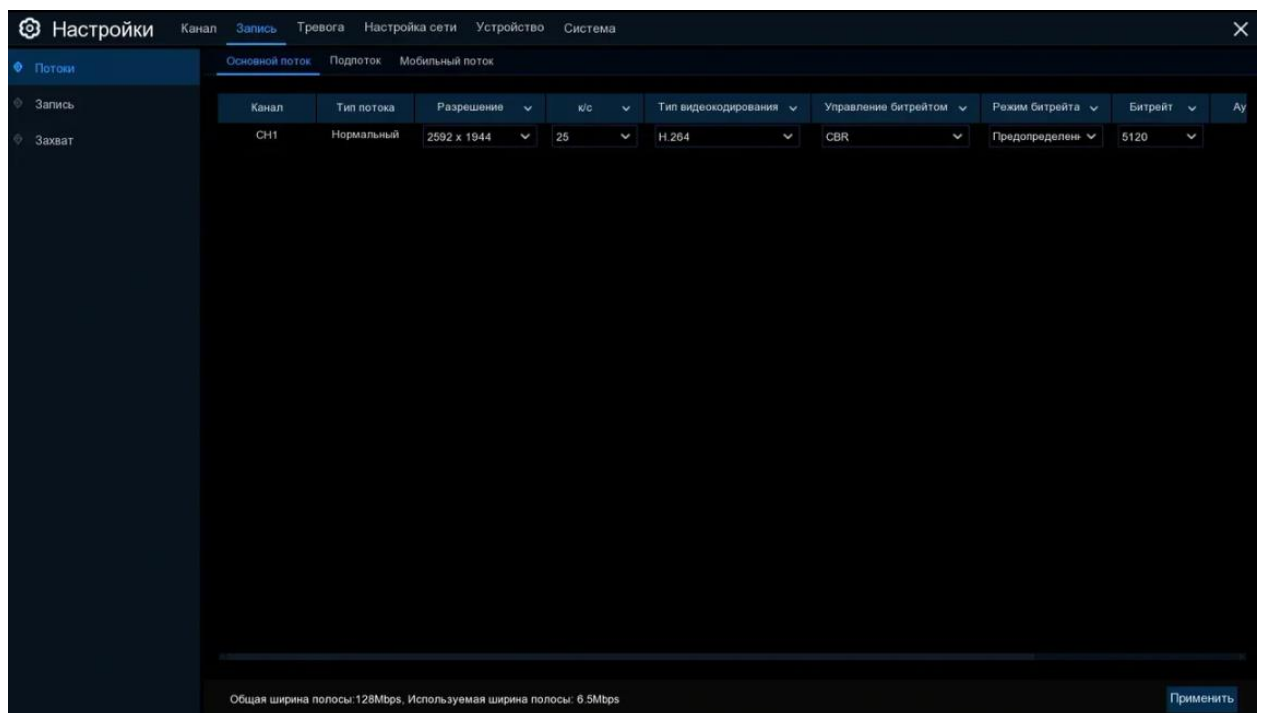 Настройки Канал Запись Тревога Настройка сети Устройство Система
Потоки
Запись
Захват
Основной поток Подпоток Мобильный поток
Канал Тип потока Разрешение к/с Тип видеокодирования Управление битрейтом Режим битрейта Битрейт Ау
CH1 Нормальный 2592 x 1944 25 H.264 CBR Предопределен 5120
Общая ширина полосы:128Mbps, Используемая ширина полосы: 6.5Mbps
Применить